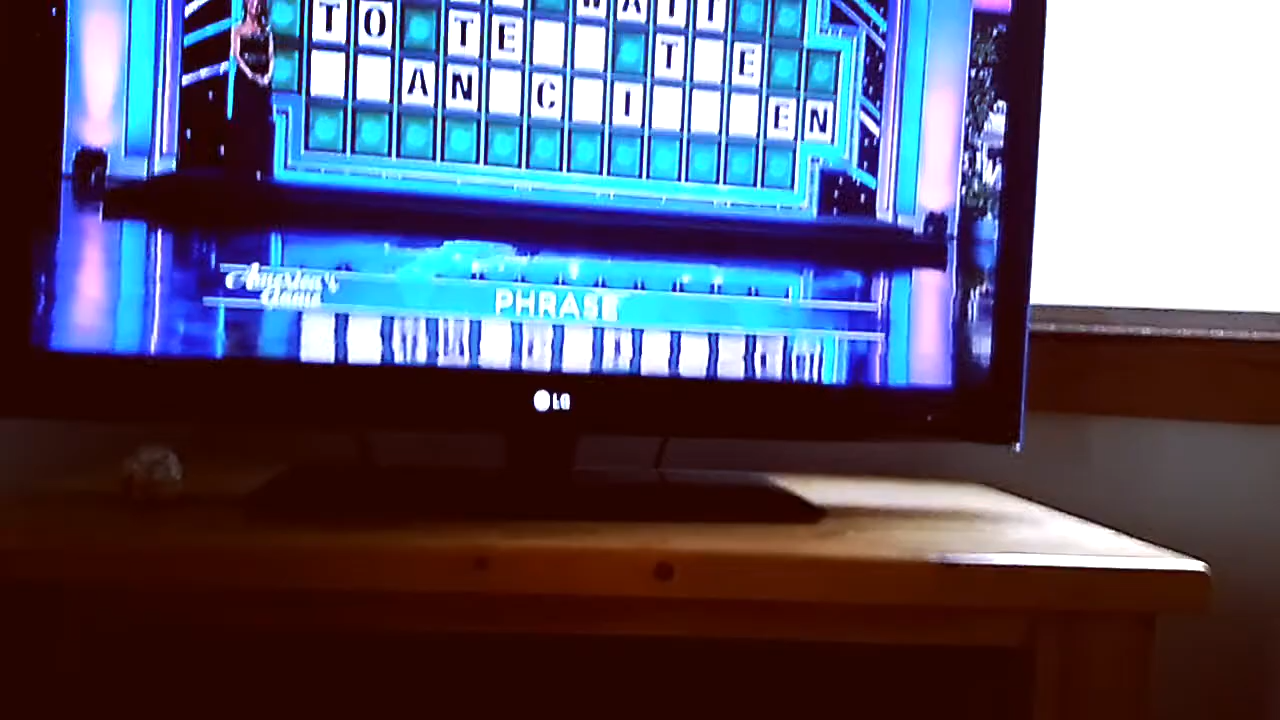 WAIT
TO TE T E
AN C I EN
America's
Game
PHRASE
LG